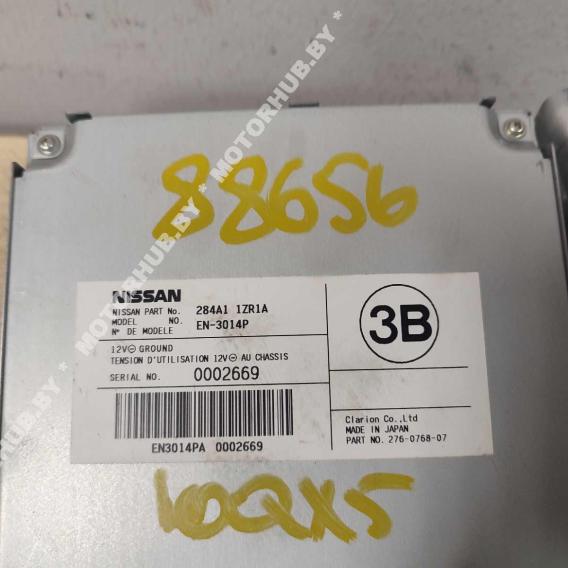 MOTORHUB.BY * MOTORHUB.BY *
88656
NISSAN
NISSAN PART No. 284A1 1ZR1A
MODEL NO. EN-3014P
N° DE MODELE
12V⊖ GROUND
TENSION D'UTILISATION 12V⊖ AU CHASSIS
SERIAL NO. 0002669
EN3014PA 0002669
3B
Clarion Co.,Ltd
MADE IN JAPAN
PART NO. 276-0768-07